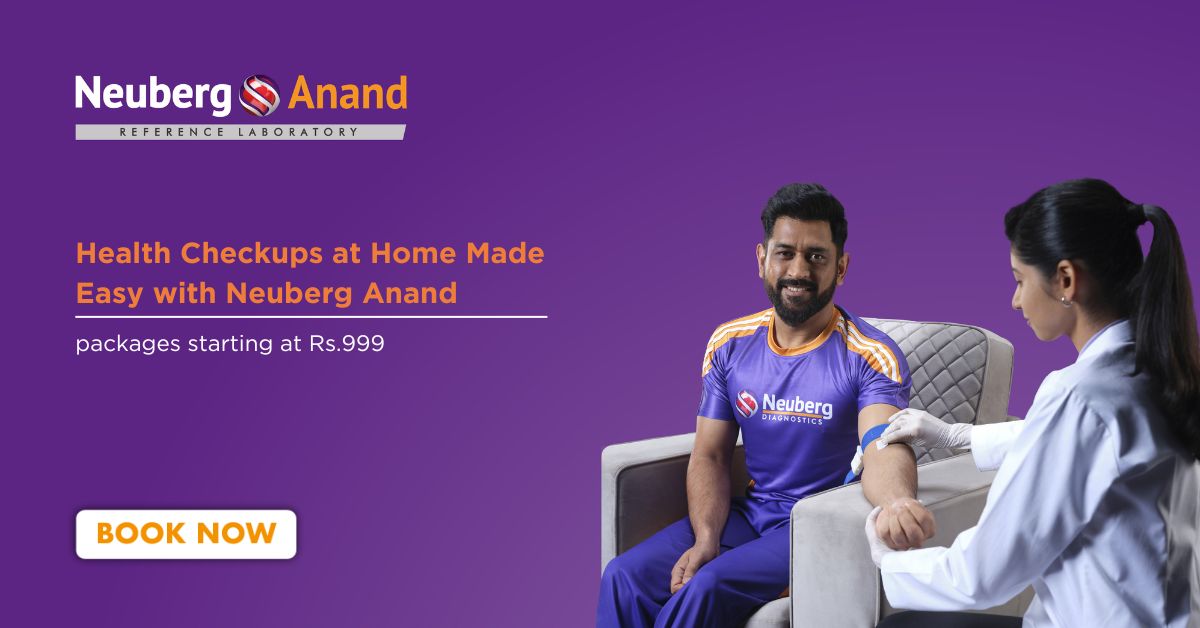 Neuberg Anand
REFERENCE LABORATORY
Health Checkups at Home Made
Easy with Neuberg Anand
packages starting at Rs.999
Neuberg
DIAGNOSTICS
BOOK NOW